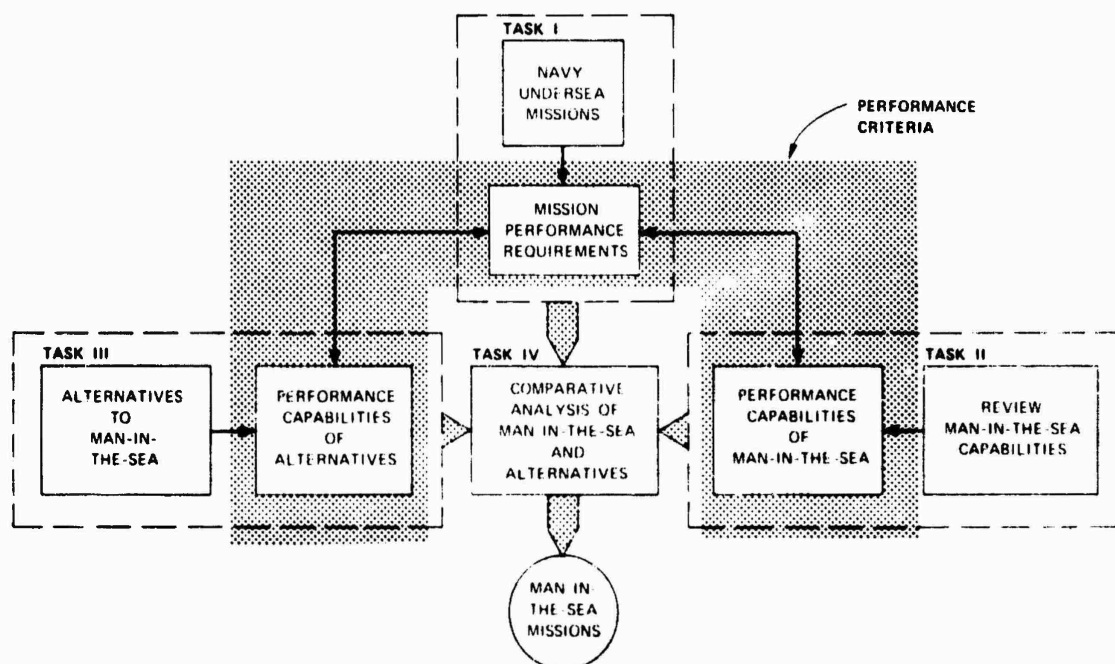 TASK I
NAVY
UNDERSEA
MISSIONS
PERFORMANCE
CRITERIA
MISSION
PERFORMANCE
REQUIREMENTS
TASK III
ALTERNATIVES
TO
MAN-IN-
THE-SEA
PERFORMANCE
CAPABILITIES
OF
ALTERNATIVES
TASK IV
COMPARATIVE
ANALYSIS OF
MAN IN-THE-SEA
AND
ALTERNATIVES
PERFORMANCE
CAPABILITIES
OF
MAN-IN-THE-SEA
TASK II
REVIEW
MAN-IN-THE-SEA
CAPABILITIES
MAN IN-
THE-SEA
MISSIONS